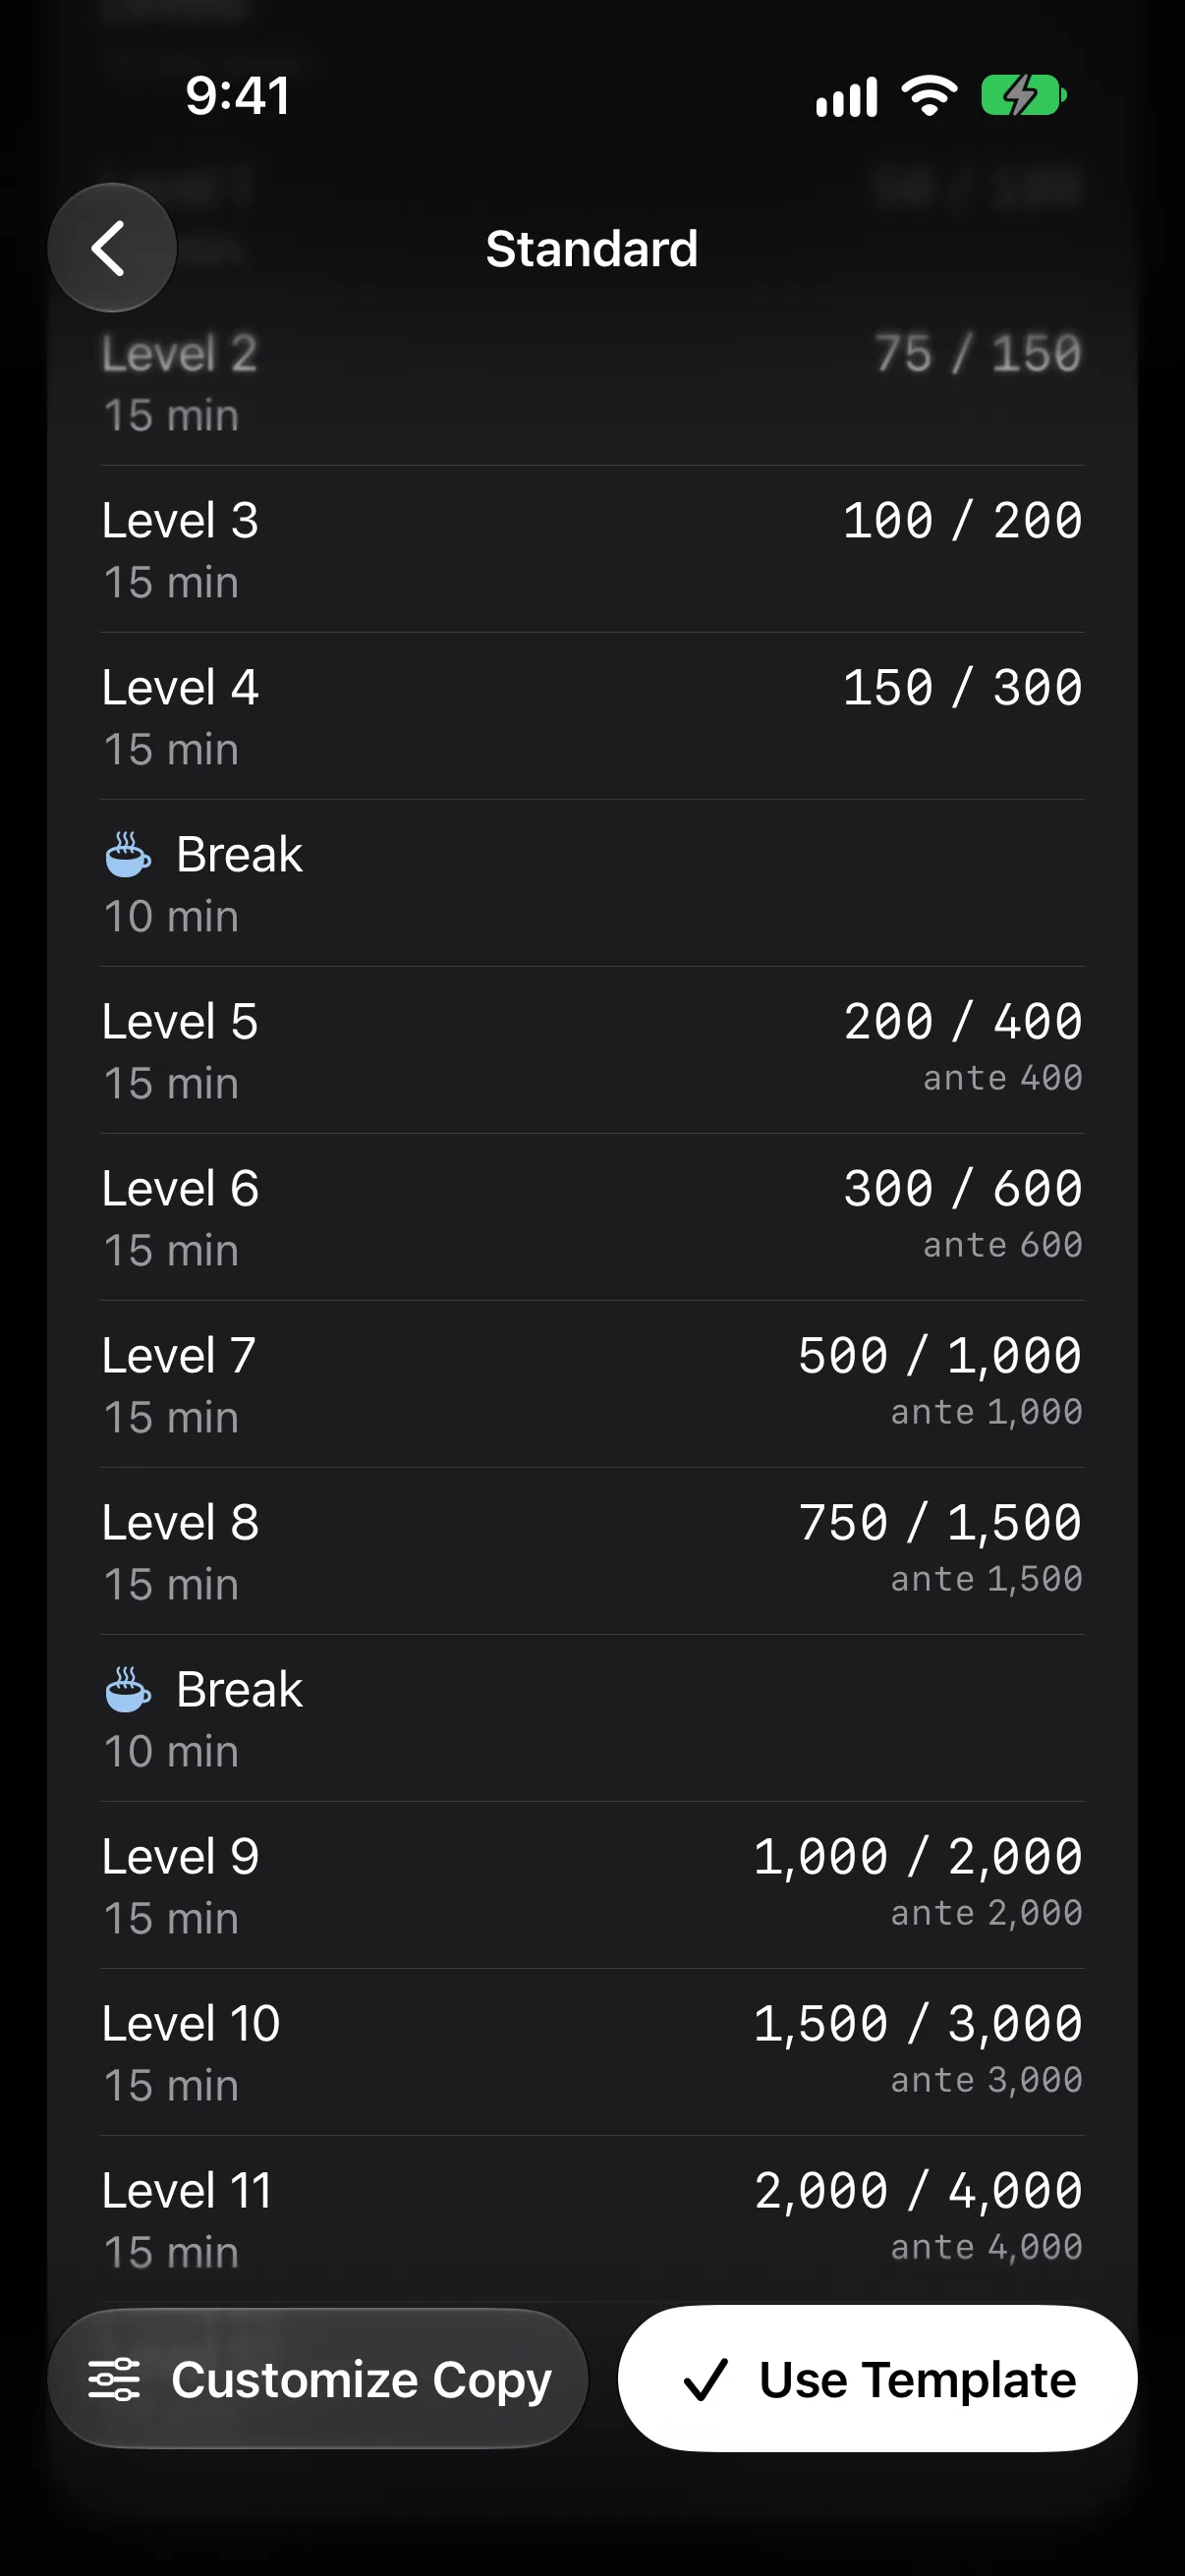 9:41
Standard
Level 1
50 / 100
Level 2
75 / 150
15 min
Level 3
100 / 200
15 min
Level 4
150 / 300
15 min
Break
10 min
Level 5
200 / 400
15 min
ante 400
Level 6
300 / 600
15 min
ante 600
Level 7
500 / 1,000
15 min
ante 1,000
Level 8
750 / 1,500
15 min
ante 1,500
Break
10 min
Level 9
1,000 / 2,000
15 min
ante 2,000
Level 10
1,500 / 3,000
15 min
ante 3,000
Level 11
2,000 / 4,000
15 min
ante 4,000
Customize Copy
Use Template